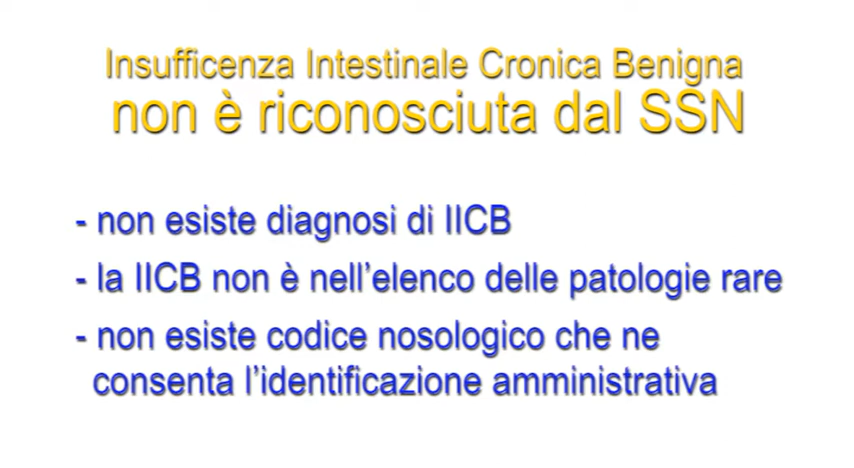 Insufficenza Intestinale Cronica Benigna
non è riconosciuta dal SSN
- non esiste diagnosi di IICB
- la IICB non è nell'elenco delle patologie rare
- non esiste codice nosologico che ne
consenta l'identificazione amministrativa